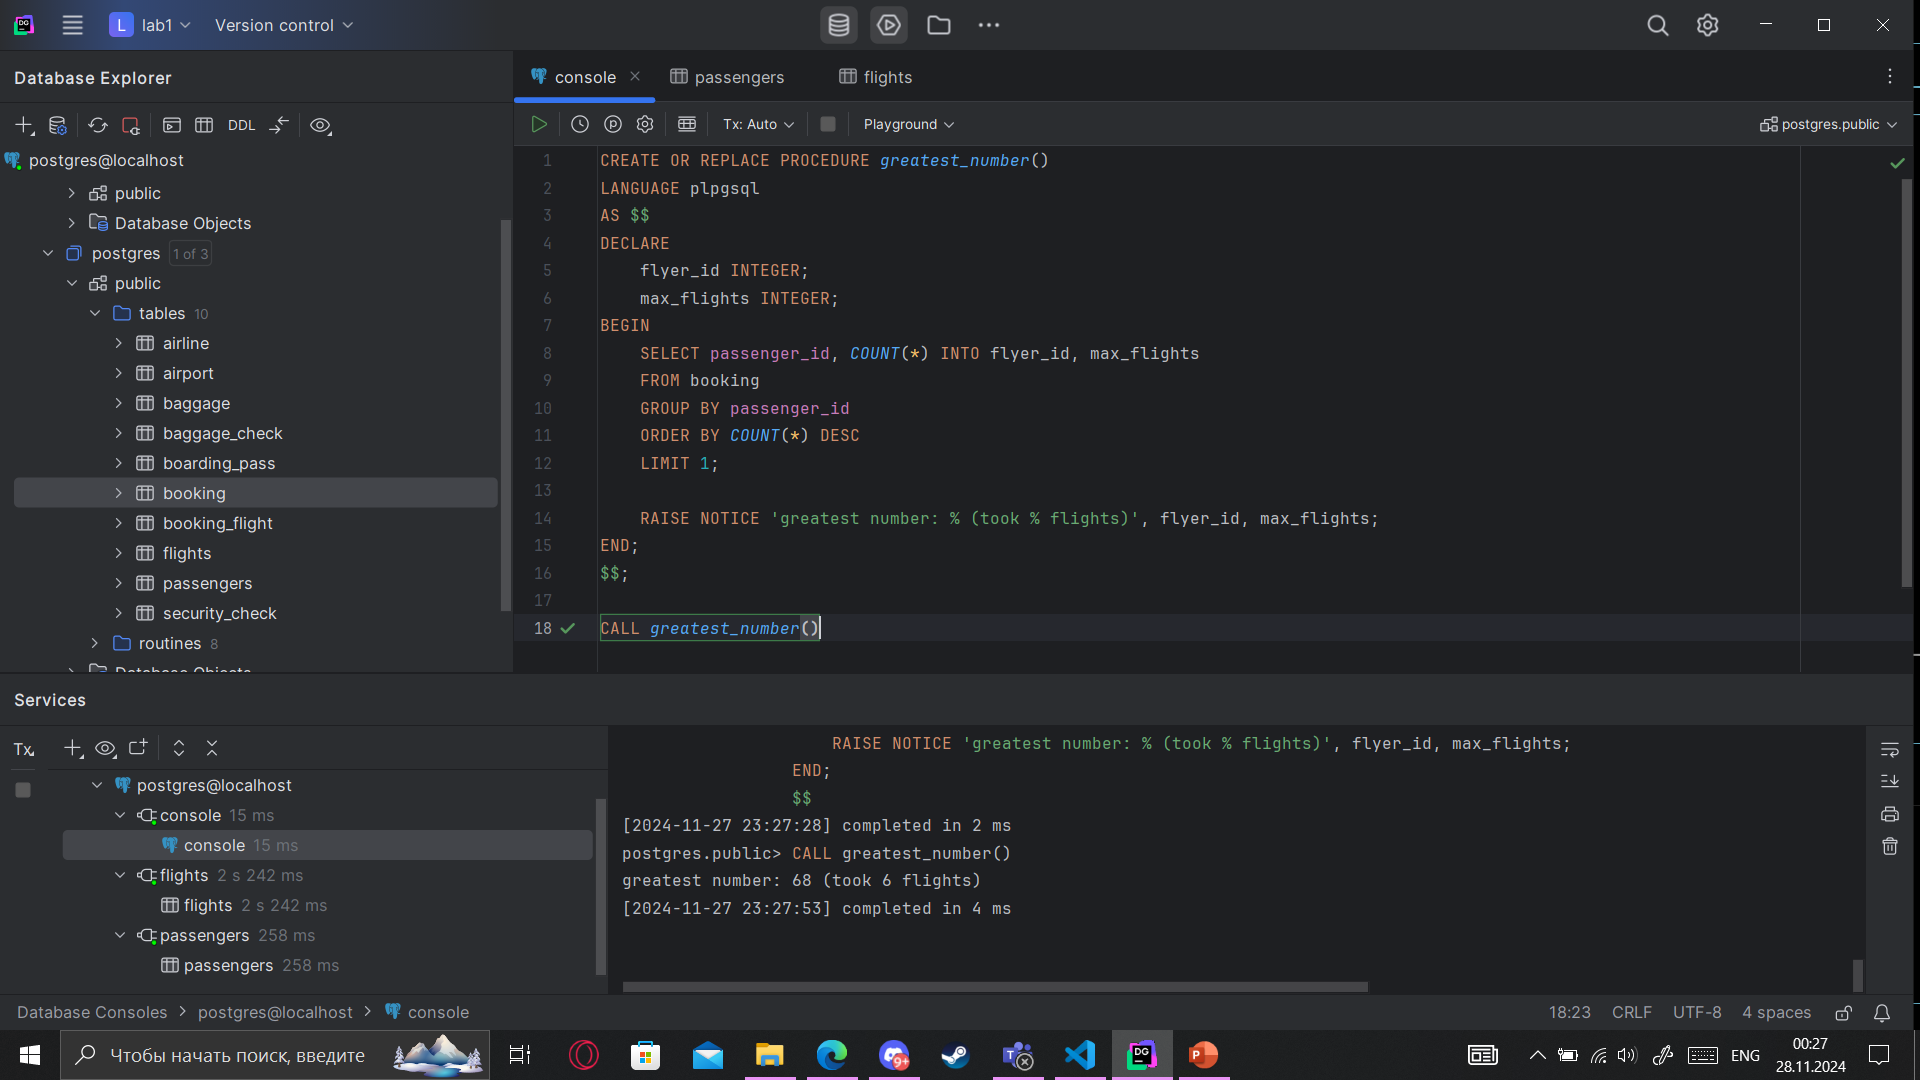 L lab1 Version control
Database Explorer
console passengers flights
DDL
Tx: Auto Playground postgres.public
postgres@localhost
public
Database Objects
postgres 1 of 3
public
tables 10
airline
airport
baggage
baggage_check
boarding_pass
booking
booking_flight
flights
passengers
security_check
routines 8
Database Objects
1 CREATE OR REPLACE PROCEDURE greatest_number()
2 LANGUAGE plpgsql
3 AS $$
4 DECLARE
5 flyer_id INTEGER;
6 max_flights INTEGER;
7 BEGIN
8 SELECT passenger_id, COUNT(*) INTO flyer_id, max_flights
9 FROM booking
10 GROUP BY passenger_id
11 ORDER BY COUNT(*) DESC
12 LIMIT 1;
13
14 RAISE NOTICE 'greatest number: % (took % flights)', flyer_id, max_flights;
15 END;
16 $$;
17
18 CALL greatest_number()
Services
Tx
postgres@localhost
console 15 ms
console 15 ms
flights 2 s 242 ms
flights 2 s 242 ms
passengers 258 ms
passengers 258 ms
RAISE NOTICE 'greatest number: % (took % flights)', flyer_id, max_flights;
END;
$$
[2024-11-27 23:27:28] completed in 2 ms
postgres.public> CALL greatest_number()
greatest number: 68 (took 6 flights)
[2024-11-27 23:27:53] completed in 4 ms
Database Consoles > postgres@localhost > console
18:23 CRLF UTF-8 4 spaces
Чтобы начать поиск, введите
9+
ENG
00:27
28.11.2024